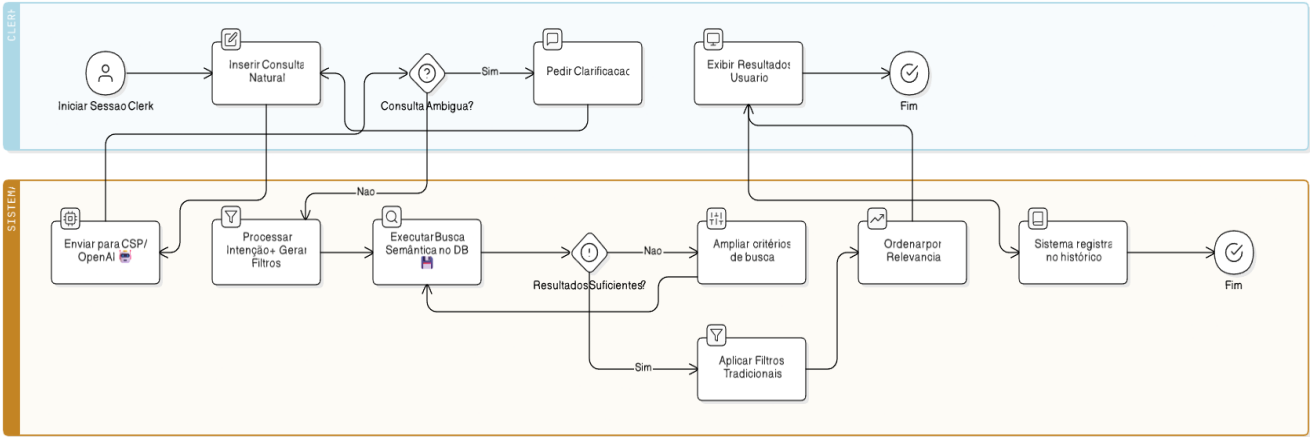 CLERK
Iniciar Sessao Clerk
Inserir Consulta
Natural
Consulta Ambigua?
Sim
Pedir Clarificacac
Exibir Resultados
Usuario
Fim
SISTEM/
Nao
Enviar para CSP/
OpenAI
Processar
Intenção + Gerar
Filtros
Executar Busca
Semântica no DB
Resultados Suficientes?
Nao
Ampliar critérios
de busca
Ordenar por
Relevancia
Sistema registra
no histórico
Fim
Sim
Aplicar Filtros
Tradicionais